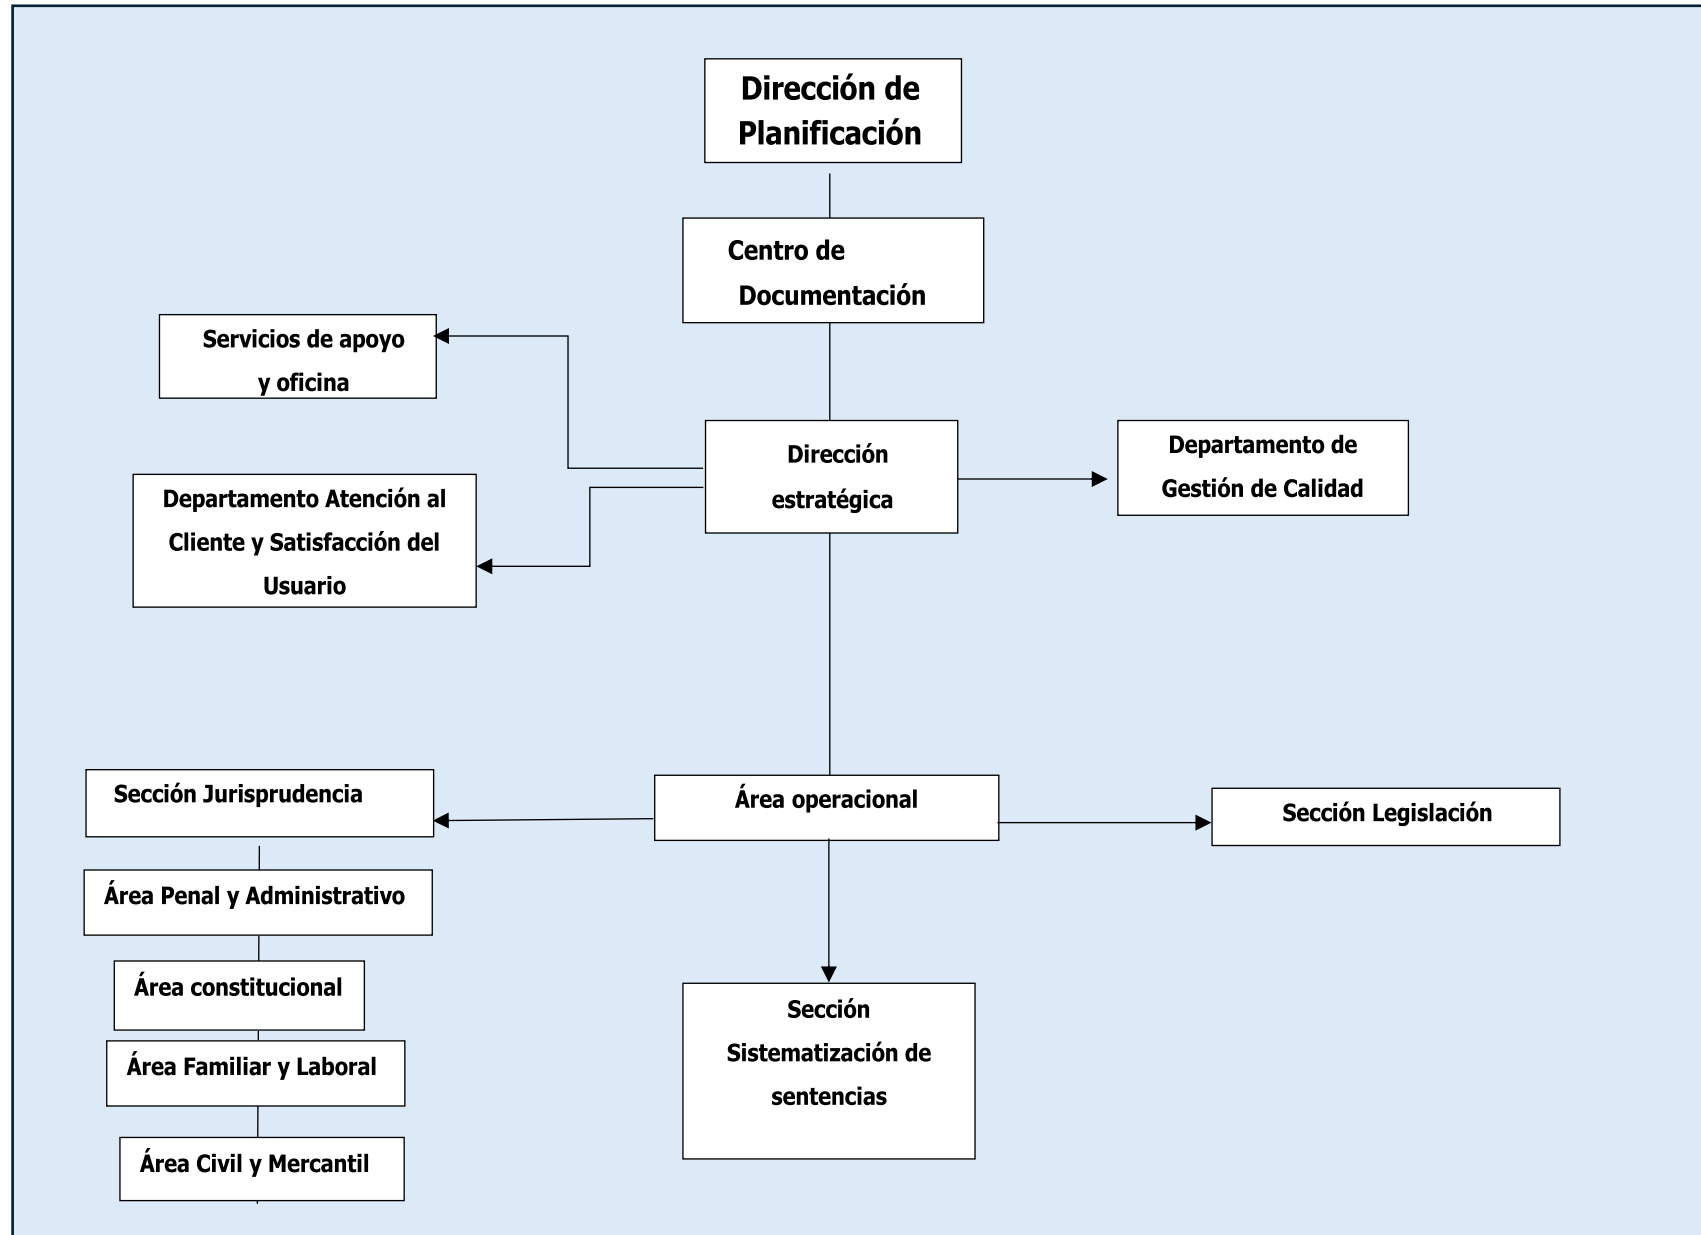 Dirección de
Planificación
Centro de
Documentación
Servicios de apoyo
y oficina
Dirección
estratégica
Departamento de
Gestión de Calidad
Departamento Atención al
Cliente y Satisfacción del
Usuario
Sección Jurisprudencia
Área operacional
Sección Legislación
Área Penal y Administrativo
Área constitucional
Área Familiar y Laboral
Área Civil y Mercantil
Sección
Sistematización de
sentencias